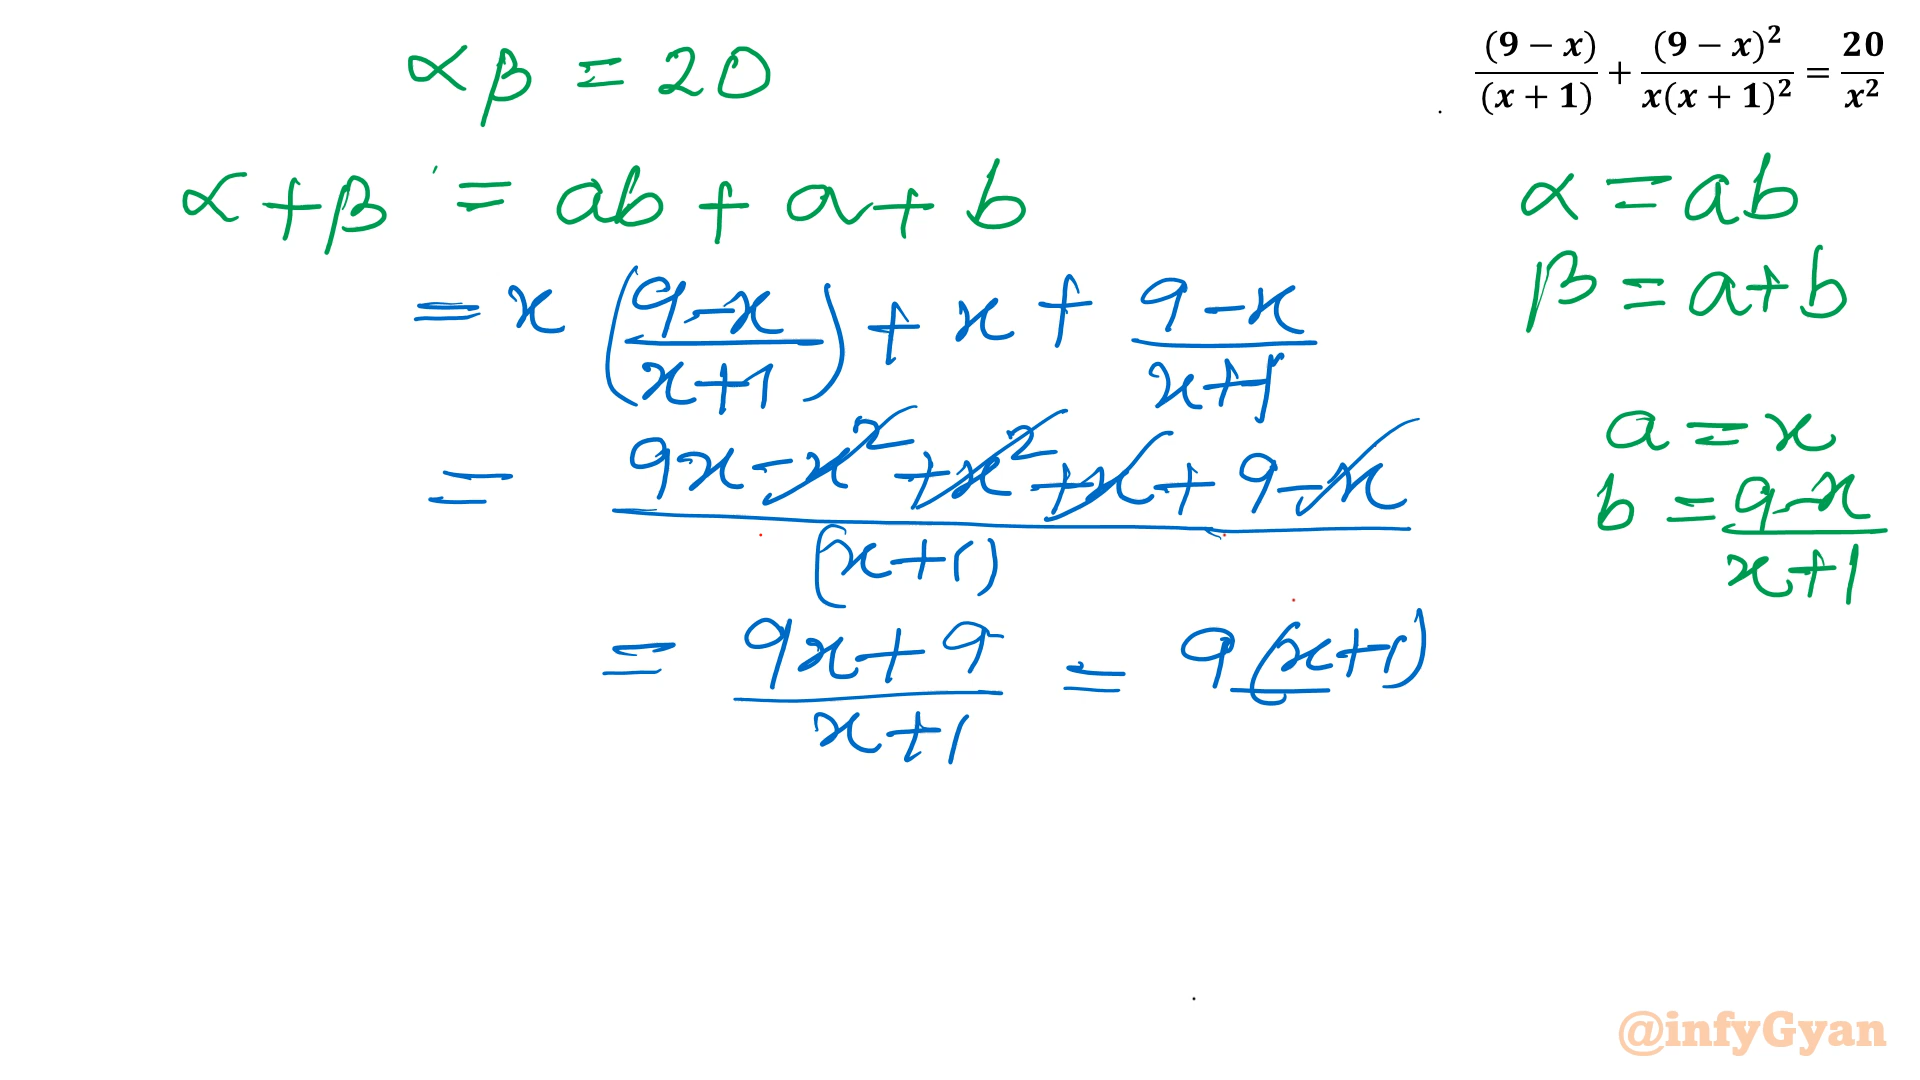 αβ = 20
(9 − x)/(x + 1) + (9 − x)²/x(x + 1)² = 20/x²
α + β = ab + a + b
α = ab
β = a + b
= x((9 − x)/(x + 1)) + x + (9 − x)/(x + 1)
a = x
= (9x − x² + x² + x + 9 − x)/(x + 1)
b = (9 − x)/(x + 1)
= (9x + 9)/(x + 1) = 9(x + 1)
@infyGyan